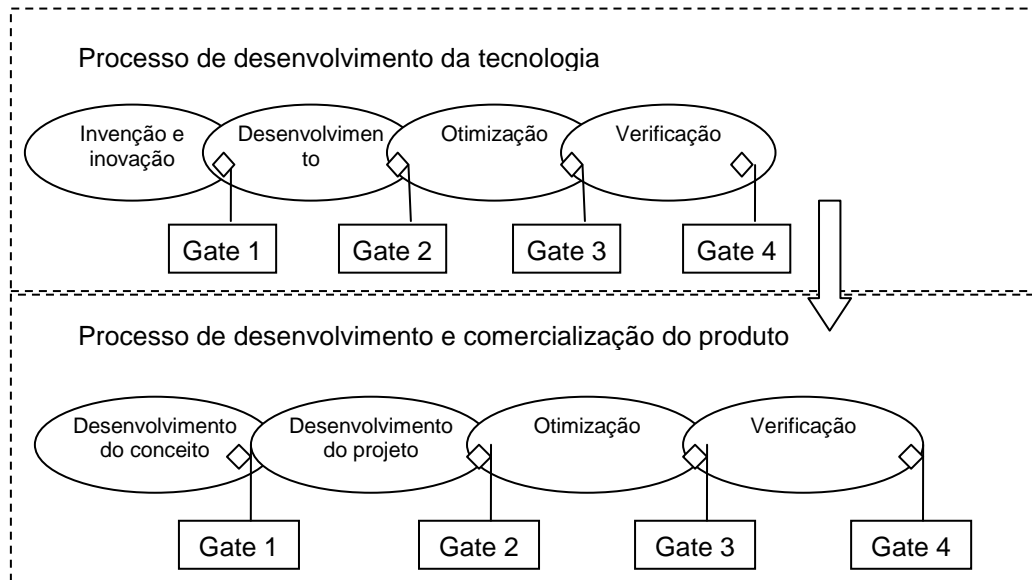 Processo de desenvolvimento da tecnologia
Invenção e
inovação
Desenvolvimen
to
Otimização
Verificação
Gate 1
Gate 2
Gate 3
Gate 4
Processo de desenvolvimento e comercialização do produto
Desenvolvimento
do conceito
Desenvolvimento
do projeto
Otimização
Verificação
Gate 1
Gate 2
Gate 3
Gate 4